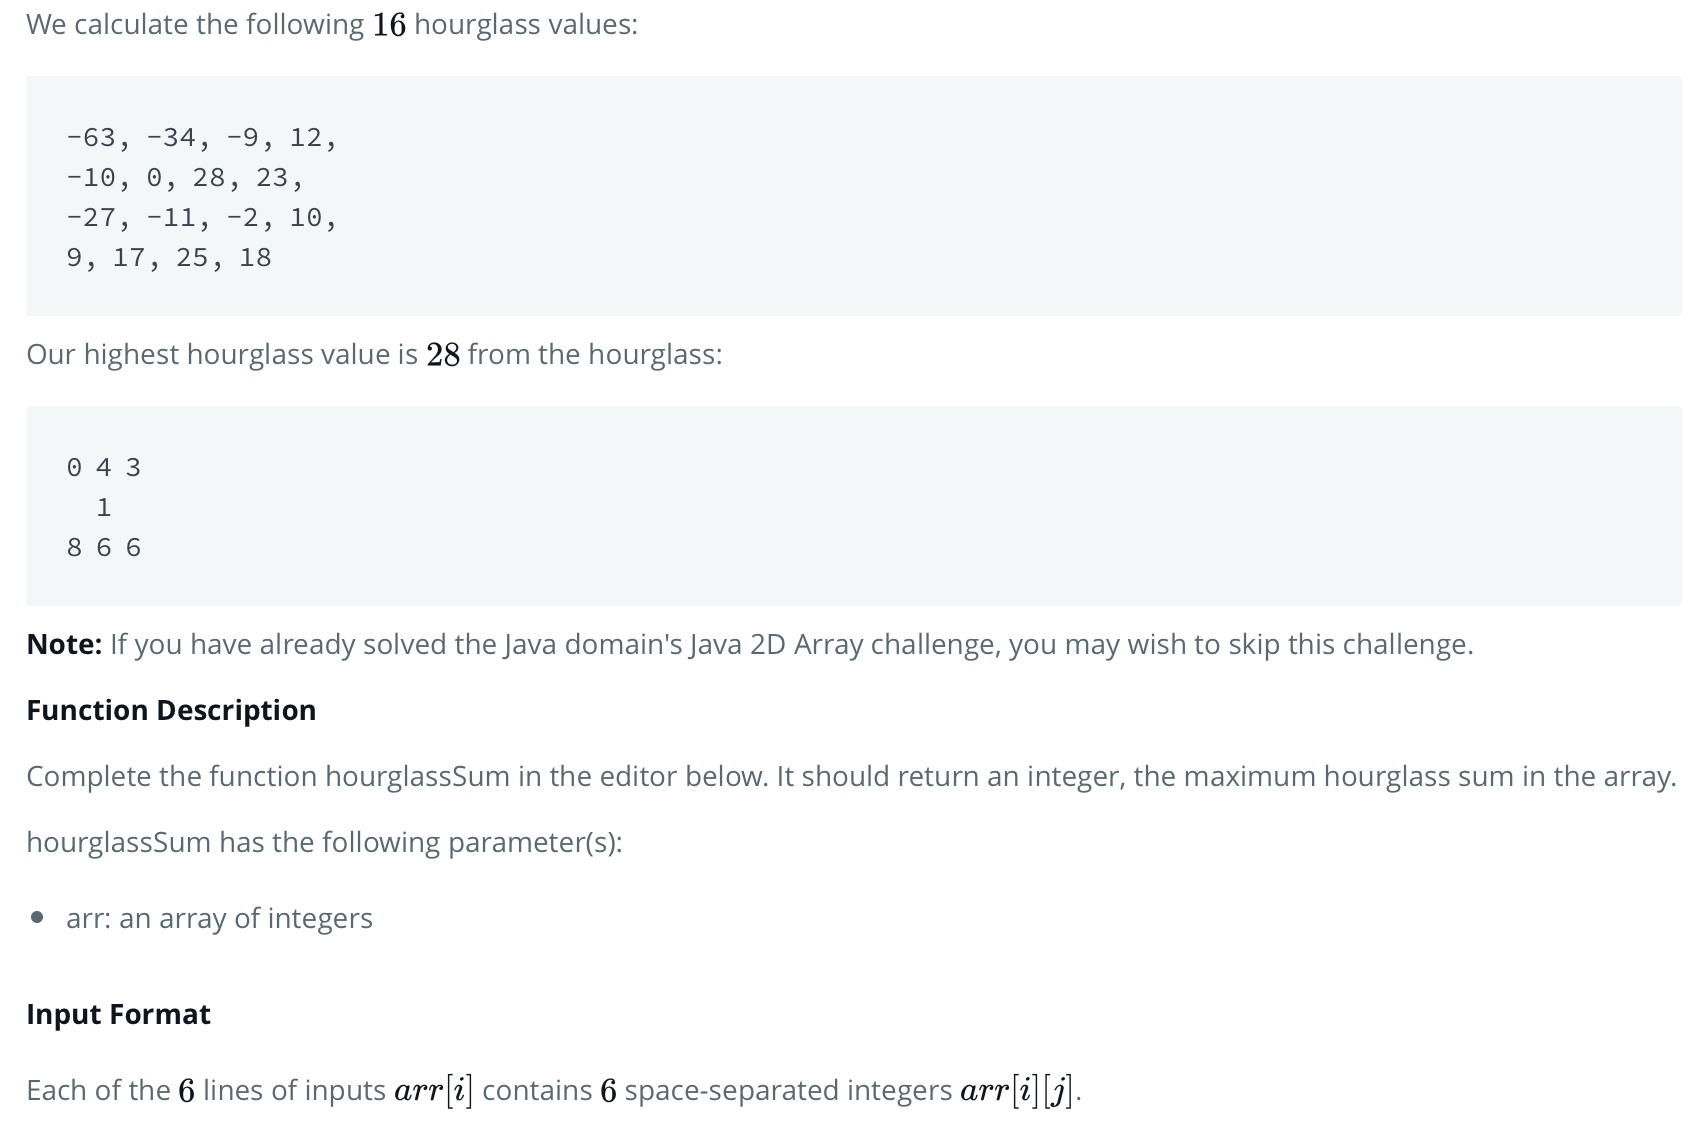 We calculate the following 16 hourglass values:
-63, -34, -9, 12,
-10, 0, 28, 23,
-27, -11, -2, 10,
9, 17, 25, 18
Our highest hourglass value is 28 from the hourglass:
0 4 3
1
8 6 6
Note: If you have already solved the Java domain's Java 2D Array challenge, you may wish to skip this challenge.
Function Description
Complete the function hourglassSum in the editor below. It should return an integer, the maximum hourglass sum in the array.
hourglassSum has the following parameter(s):
• arr: an array of integers
Input Format
Each of the 6 lines of inputs arr[i] contains 6 space-separated integers arr[i][j].